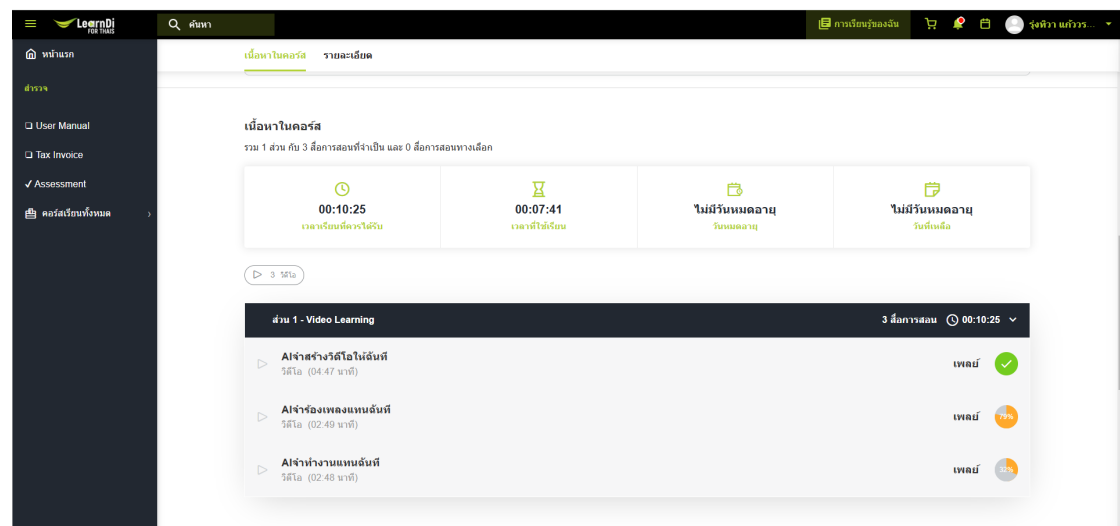 LearnDi
FOR THAIS
ค้นหา
การเรียนรู้ของฉัน
รุ่งทิวา แก้ววร...
หน้าแรก
สำรวจ
User Manual
Tax Invoice
Assessment
คอร์สเรียนทั้งหมด
เนื้อหาในคอร์ส รายละเอียด
เนื้อหาในคอร์ส
รวม 1 ส่วน กับ 3 สื่อการสอนที่จำเป็น และ 0 สื่อการสอนทางเลือก
00:10:25
เวลาเรียนที่ควรได้รับ
00:07:41
เวลาที่ใช้เรียน
ไม่มีวันหมดอายุ
วันหมดอายุ
ไม่มีวันหมดอายุ
วันที่เหลือ
3 วิดีโอ
ส่วน 1 - Video Learning 3 สื่อการสอน 00:10:25
AIจ๋าสร้างวิดีโอให้ฉันที
วิดีโอ (04:47 นาที)
เพลย์
AIจ๋าร้องเพลงแทนฉันที
วิดีโอ (02:49 นาที)
เพลย์ 79%
AIจ๋าทำงานแทนฉันที
วิดีโอ (02:48 นาที)
เพลย์ 32%